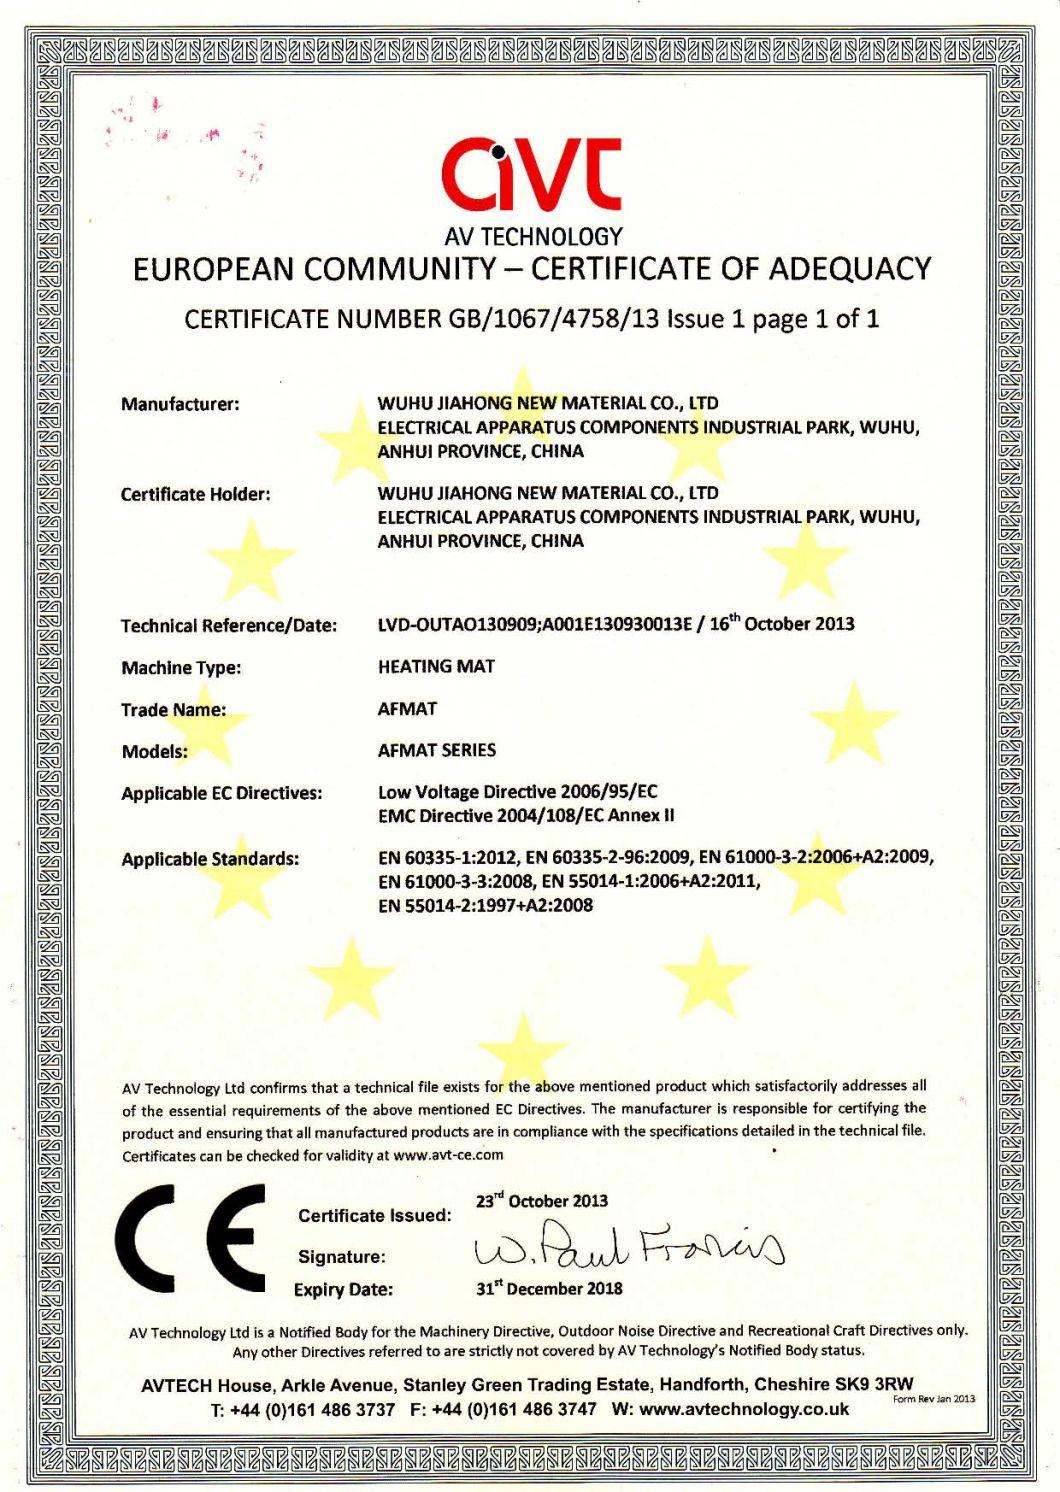 avt
AV TECHNOLOGY
EUROPEAN COMMUNITY – CERTIFICATE OF ADEQUACY
CERTIFICATE NUMBER GB/1067/4758/13 Issue 1 page 1 of 1
Manufacturer: WUHU JIAHONG NEW MATERIAL CO., LTD
ELECTRICAL APPARATUS COMPONENTS INDUSTRIAL PARK, WUHU,
ANHUI PROVINCE, CHINA
Certificate Holder: WUHU JIAHONG NEW MATERIAL CO., LTD
ELECTRICAL APPARATUS COMPONENTS INDUSTRIAL PARK, WUHU,
ANHUI PROVINCE, CHINA
Technical Reference/Date: LVD-OUTAO130909;A001E130930013E / 16th October 2013
Machine Type: HEATING MAT
Trade Name: AFMAT
Models: AFMAT SERIES
Applicable EC Directives: Low Voltage Directive 2006/95/EC
EMC Directive 2004/108/EC Annex II
Applicable Standards: EN 60335-1:2012, EN 60335-2-96:2009, EN 61000-3-2:2006+A2:2009,
EN 61000-3-3:2008, EN 55014-1:2006+A2:2011,
EN 55014-2:1997+A2:2008
AV Technology Ltd confirms that a technical file exists for the above mentioned product which satisfactorily addresses all
of the essential requirements of the above mentioned EC Directives. The manufacturer is responsible for certifying the
product and ensuring that all manufactured products are in compliance with the specifications detailed in the technical file.
Certificates can be checked for validity at www.avt-ce.com
CE
Certificate Issued: 23rd October 2013
Signature: W. Paul Francis
Expiry Date: 31st December 2018
AV Technology Ltd is a Notified Body for the Machinery Directive, Outdoor Noise Directive and Recreational Craft Directives only.
Any other Directives referred to are strictly not covered by AV Technology's Notified Body status.
AVTECH House, Arkle Avenue, Stanley Green Trading Estate, Handforth, Cheshire SK9 3RW
Form Rev Jan 2013
T: +44 (0)161 486 3737 F: +44 (0)161 486 3747 W: www.avtechnology.co.uk